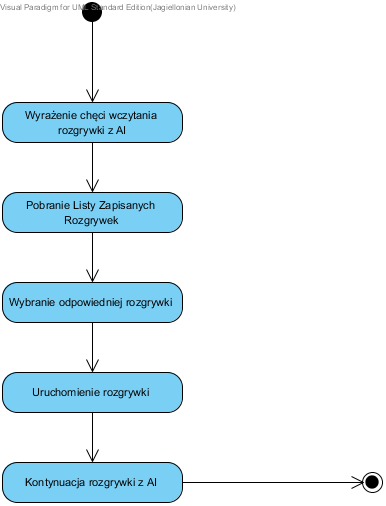 Visual Paradigm for UML Standard Edition(Jagiellonian University)
Wyrażenie chęci wczytania
rozgrywki z AI
Pobranie Listy Zapisanych
Rozgrywek
Wybranie odpowiedniej rozgrywki
Uruchomienie rozgrywki
Kontynuacja rozgrywki z AI